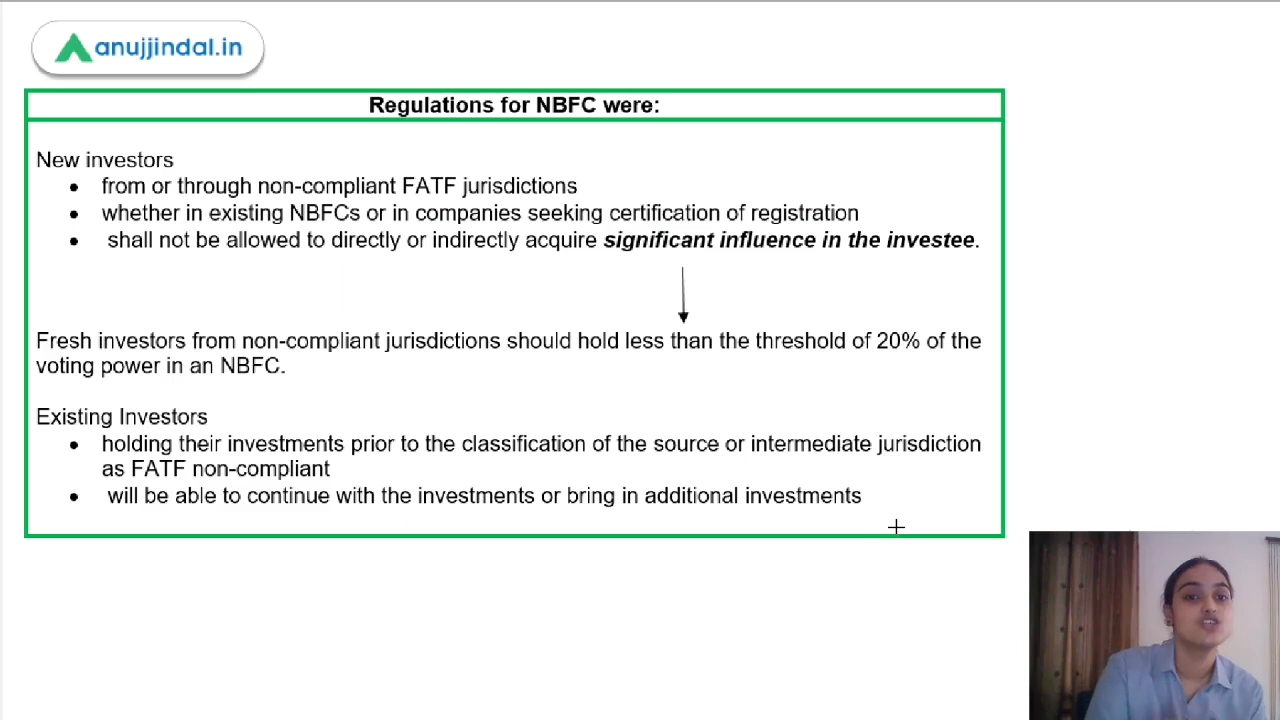 anujjindal.in
Regulations for NBFC were:
New investors
• from or through non-compliant FATF jurisdictions
• whether in existing NBFCs or in companies seeking certification of registration
• shall not be allowed to directly or indirectly acquire significant influence in the investee.
Fresh investors from non-compliant jurisdictions should hold less than the threshold of 20% of the
voting power in an NBFC.
Existing Investors
• holding their investments prior to the classification of the source or intermediate jurisdiction
as FATF non-compliant
• will be able to continue with the investments or bring in additional investments